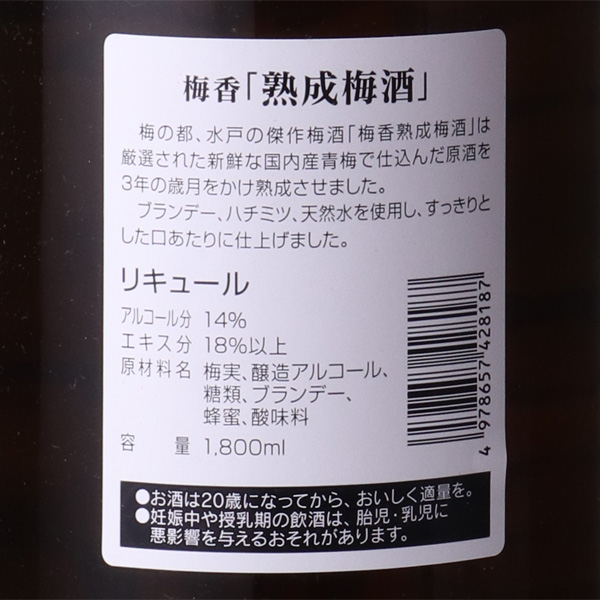 梅香「熟成梅酒」
梅の都、水戸の傑作梅酒「梅香熟成梅酒」は
厳選された新鮮な国内産青梅で仕込んだ原酒を
3年の歳月をかけ熟成させました。
ブランデー、ハチミツ、天然水を使用し、すっきりと
した口あたりに仕上げました。
リキュール
アルコール分 14%
エキス分 18%以上
原材料名 梅実、醸造アルコール、
糖類、ブランデー、
蜂蜜、酸味料
容量 1,800ml
4 978657 428187
●お酒は20歳になってから、おいしく適量を。
●妊娠中や授乳期の飲酒は、胎児・乳児に
悪影響を与えるおそれがあります。